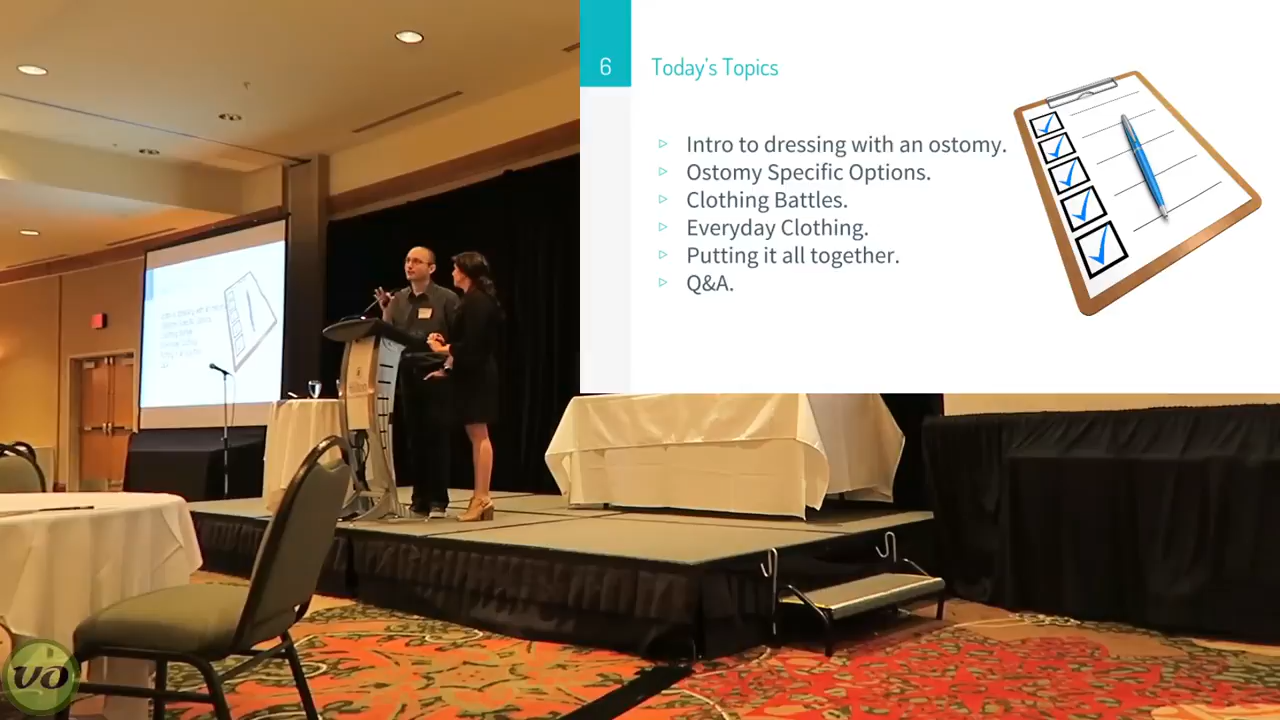 6
Today's Topics
Intro to dressing with an ostomy.
Ostomy Specific Options.
Clothing Battles.
Everyday Clothing.
Putting it all together.
Q&A.
vo